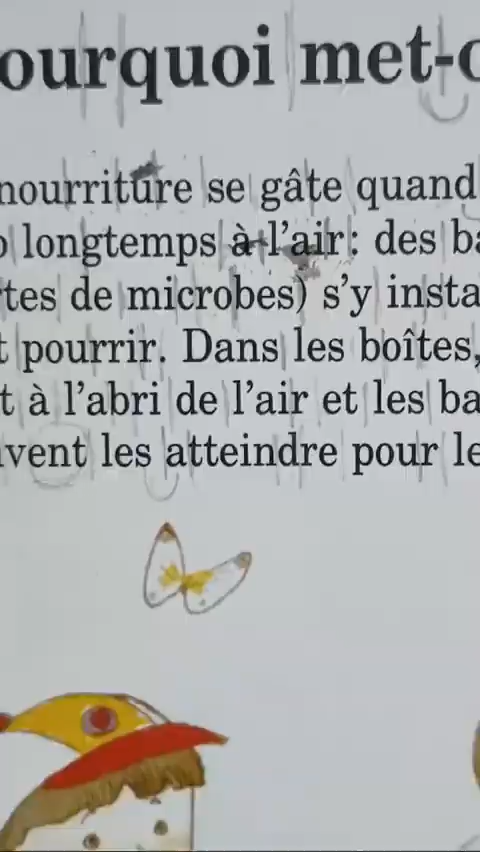 ourquoi met-
nourriture se gâte quand
longtemps à l'air: des ba
tes de microbes) s'y insta
t pourrir. Dans les boîtes,
t à l'abri de l'air et les ba
vent les atteindre pour le